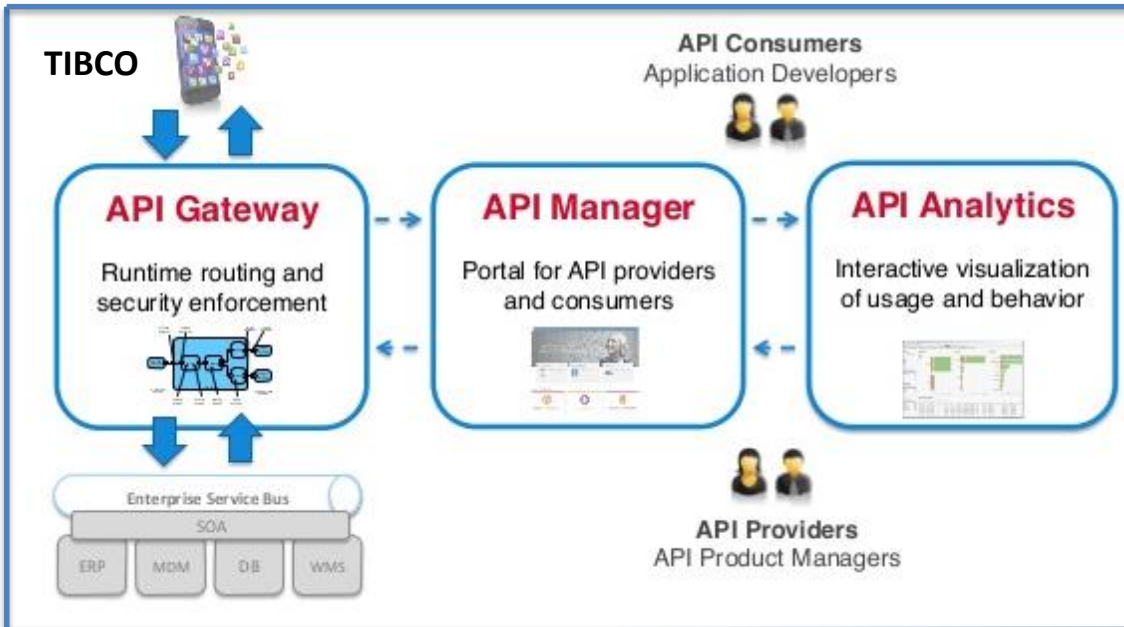 TIBCO
API Consumers
Application Developers
API Gateway
Runtime routing and
security enforcement
API Manager
Portal for API providers
and consumers
API Analytics
Interactive visualization
of usage and behavior
Enterprise Service Bus
SOA
ERP
MDM
DB
WMS
API Providers
API Product Managers